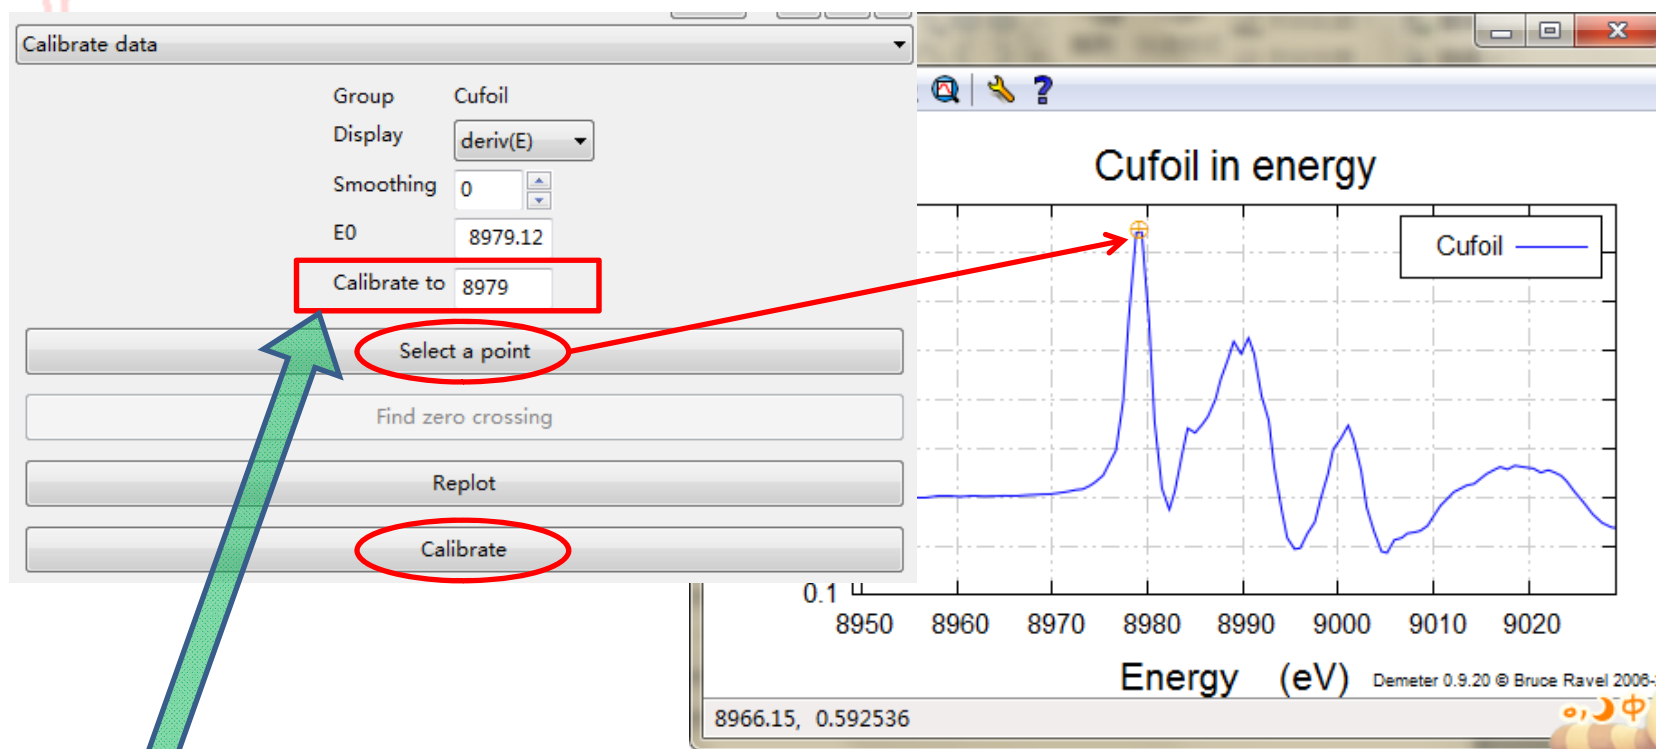 Calibrate data
Group Cufoil
Display deriv(E)
Smoothing 0
E0 8979.12
Calibrate to 8979
Select a point
Find zero crossing
Replot
Calibrate
Cufoil in energy
Cufoil
0.1
8950 8960 8970 8980 8990 9000 9010 9020
Energy (eV)
Demeter 0.9.20 © Bruce Ravel 2006-
8966.15, 0.592536
中